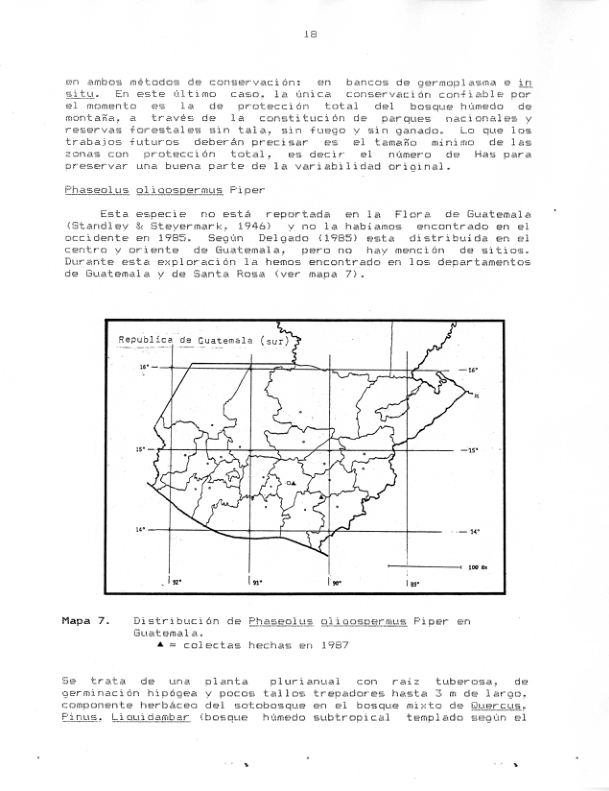 18
en ambos métodos de conservación: en bancos de germoplasma e in
situ. En este último caso, la única conservación confiable por
el momento es la de protección total del bosque húmedo de
montaña, a través de la constitución de parques nacionales y
reservas forestales sin tala, sin fuego y sin ganado. Lo que los
trabajos futuros deberán precisar es el tamaño mínimo de las
zonas con protección total, es decir el número de Has para
preservar una buena parte de la variabilidad original.
Phaseolus oligospermus Piper
Esta especie no está reportada en la Flora de Guatemala
(Standley & Steyermark, 1946) y no la habíamos encontrado en el
occidente en 1985. Según Delgado (1985) esta distribuída en el
centro y oriente de Guatemala, pero no hay mención de sitios.
Durante esta exploración la hemos encontrado en los departamentos
de Guatemala y de Santa Rosa (ver mapa 7).
Republica de Guatemala (sur)
16° 16°
N
15° 15°
14° 14°
100 Km
92° 91° 90° 89°
Mapa 7. Distribución de Phaseolus oligospermus Piper en
Guatemala.
▲ = colectas hechas en 1987
Se trata de una planta plurianual con raíz tuberosa, de
germinación hipógea y pocos tallos trepadores hasta 3 m de largo,
componente herbáceo del sotobosque en el bosque mixto de Quercus,
Pinus, Liquidambar (bosque húmedo subtropical templado según el